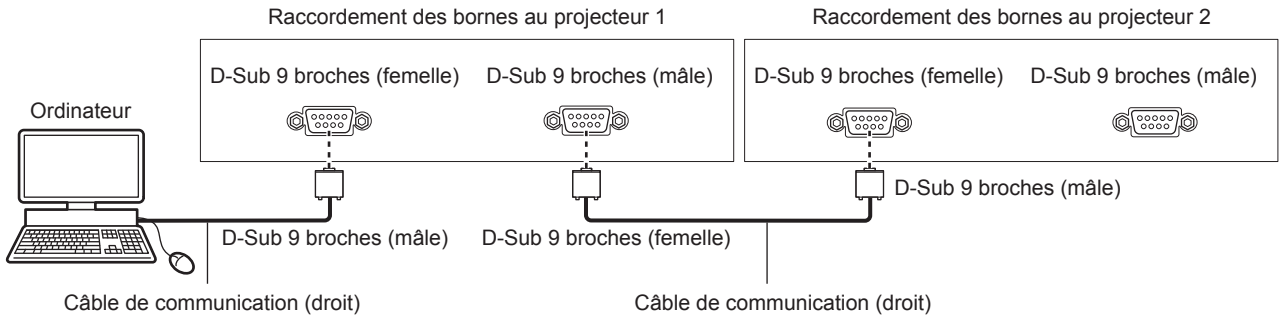 Raccordement des bornes au projecteur 1
Raccordement des bornes au projecteur 2
D-Sub 9 broches (femelle)
D-Sub 9 broches (mâle)
D-Sub 9 broches (femelle)
D-Sub 9 broches (mâle)
Ordinateur
D-Sub 9 broches (mâle)
D-Sub 9 broches (mâle)
D-Sub 9 broches (femelle)
Câble de communication (droit)
Câble de communication (droit)